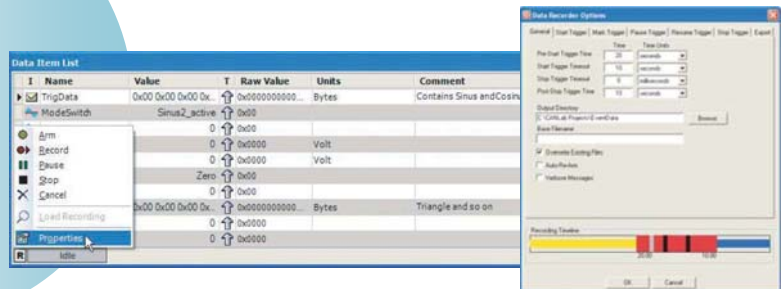 Data Item List
I Name Value T Raw Value Units Comment
TrigData 0x00 0x00 0x00 0x.. 0x0000000000... Bytes Contains Sinus andCosinu
ModeSwitch Sinus2_active 0x00
0 0x00
0 0x0000 Volt
0 0x0000 Volt
Zero 0x00
0 0x00
0x00 0x00 0x00 0x.. 0x0000000000... Bytes Triangle and so on
0 0x0000
0 0x0000
Arm
Record
Pause
Stop
Cancel
Load Recording
Properties
R Idle
Data Recorder Options
General Start Trigger Mark Trigger Pause Trigger Resume Trigger Stop Trigger Export
Time Time Units
Pre-Start Trigger Time 20 seconds
Start Trigger Timeout 10 seconds
Stop Trigger Timeout 0 milliseconds
Post-Stop Trigger Time 10 seconds
Output Directory
Browse
Base Filename
Overwrite Existing Files
Auto Re-Arm
Verbose Messages
Recording Timeline
20.00 10.00
OK Cancel